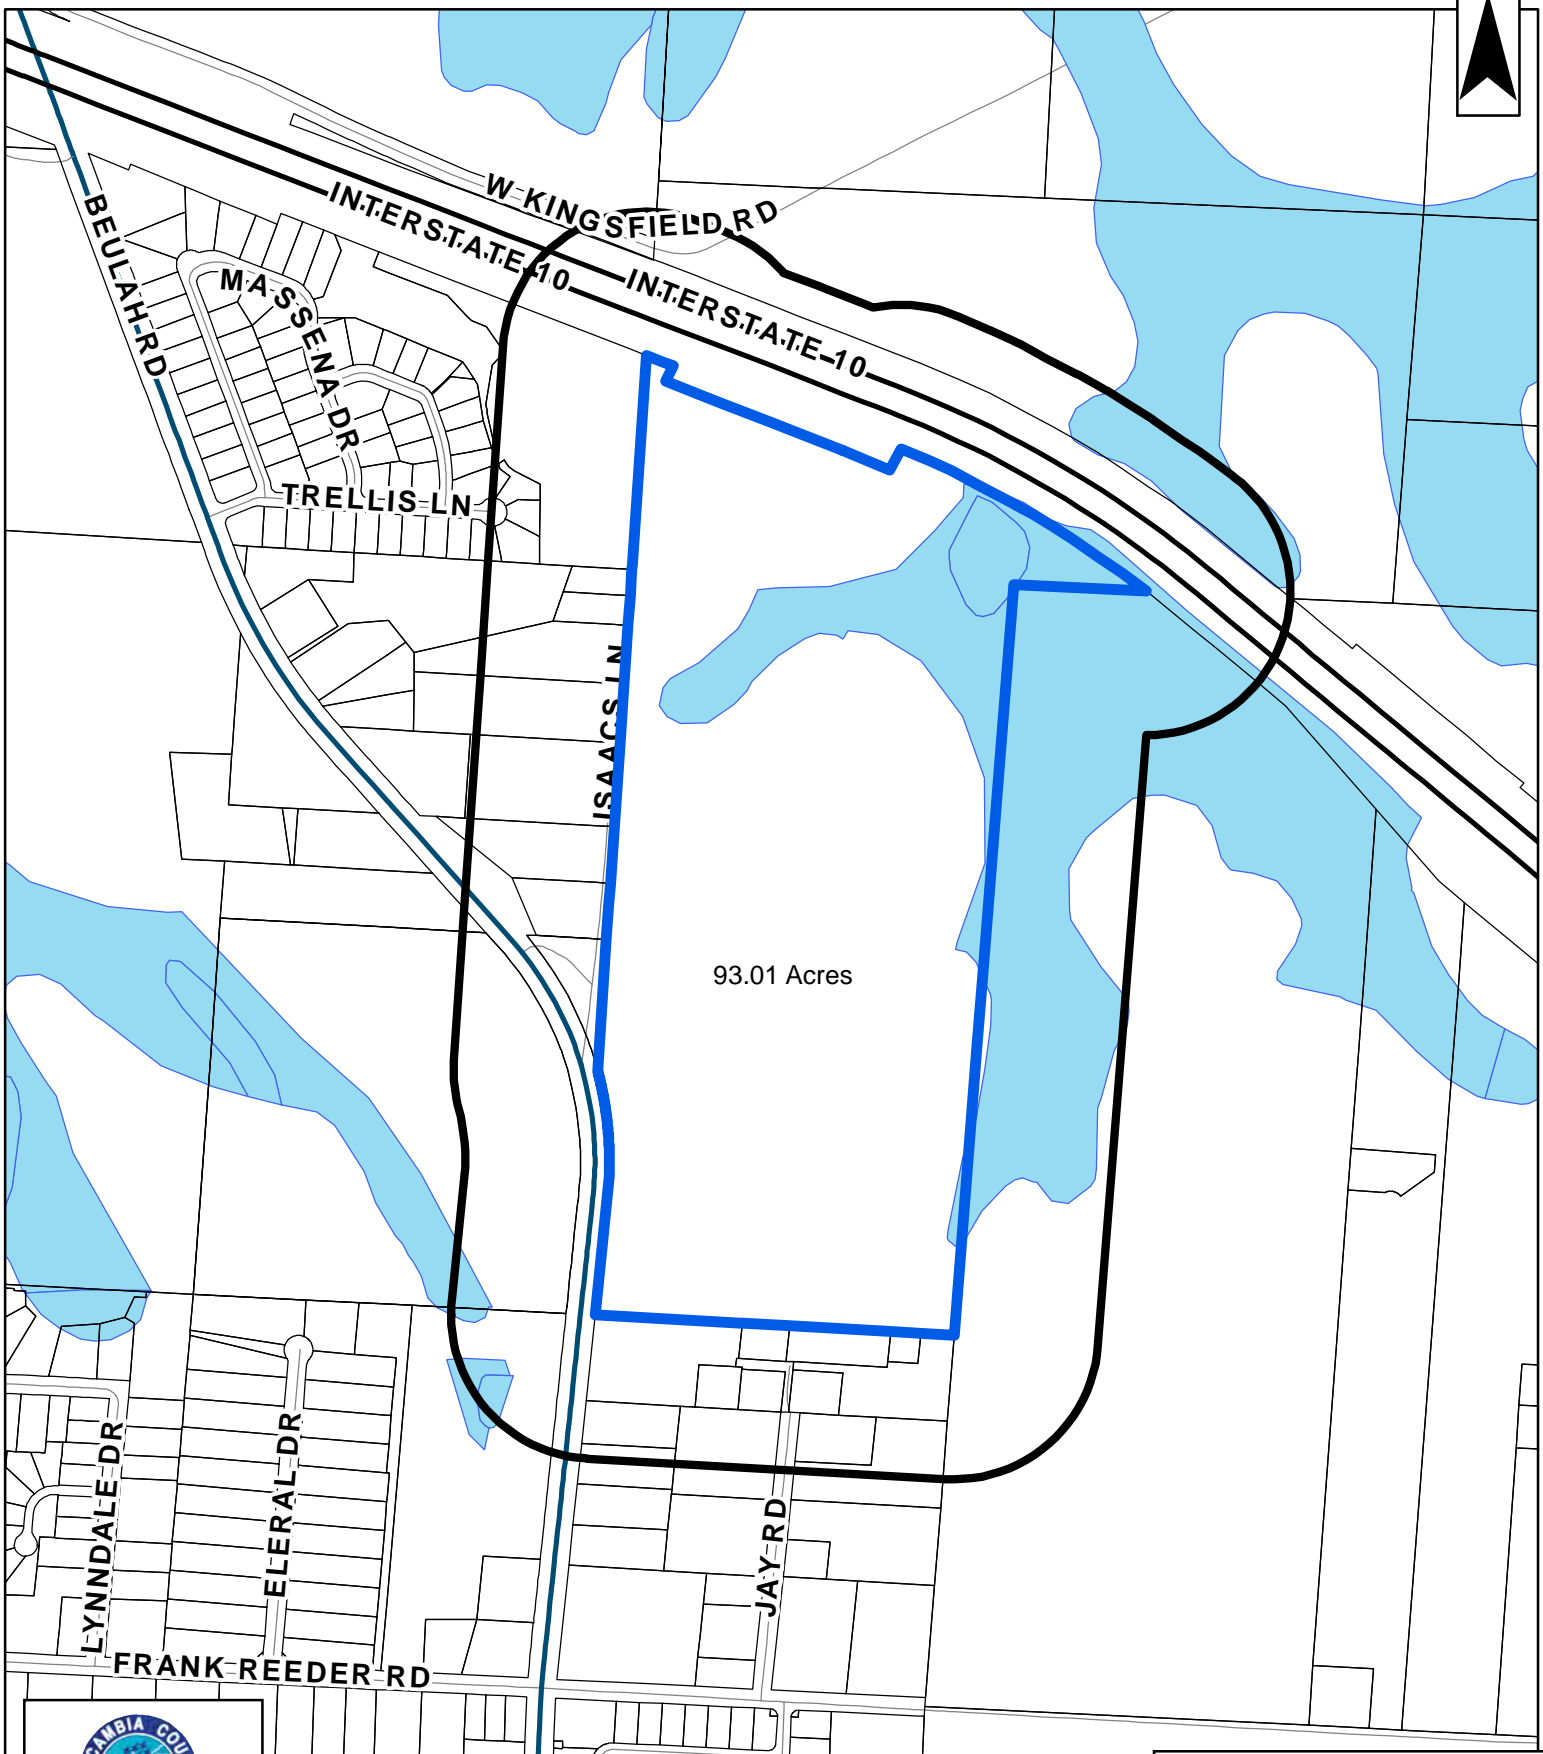 W KINGSFIELD RD
INTERSTATE 10
INTERSTATE 10
BEULAH RD
MASSENA DR
TRELLIS LN
ISAACS LN
93.01 Acres
LYNNDALE DR
ELERAL DR
JAY RD
FRANK REEDER RD